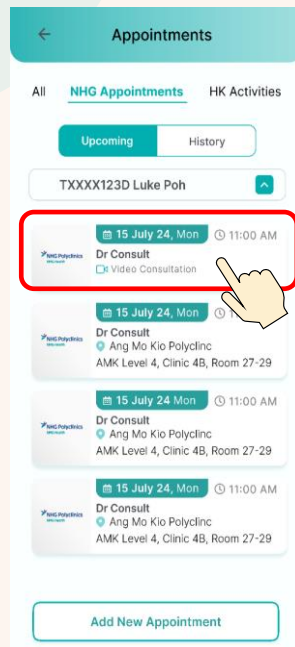 Appointments
All NHG Appointments HK Activities
Upcoming History
TXXXX123D Luke Poh
15 July 24, Mon 11:00 AM
NHG Polyclinics
Dr Consult
Video Consultation
15 July 24, Mon
NHG Polyclinics
Dr Consult
Ang Mo Kio Polyclinc
AMK Level 4, Clinic 4B, Room 27-29
15 July 24 Mon 11:00 AM
NHG Polyclinics
Dr Consult
Ang Mo Kio Polyclinc
AMK Level 4, Clinic 4B, Room 27-29
15 July 24, Mon 11:00 AM
NHG Polyclinics
Dr Consult
Ang Mo Kio Polyclinc
AMK Level 4, Clinic 4B, Room 27-29
Add New Appointment